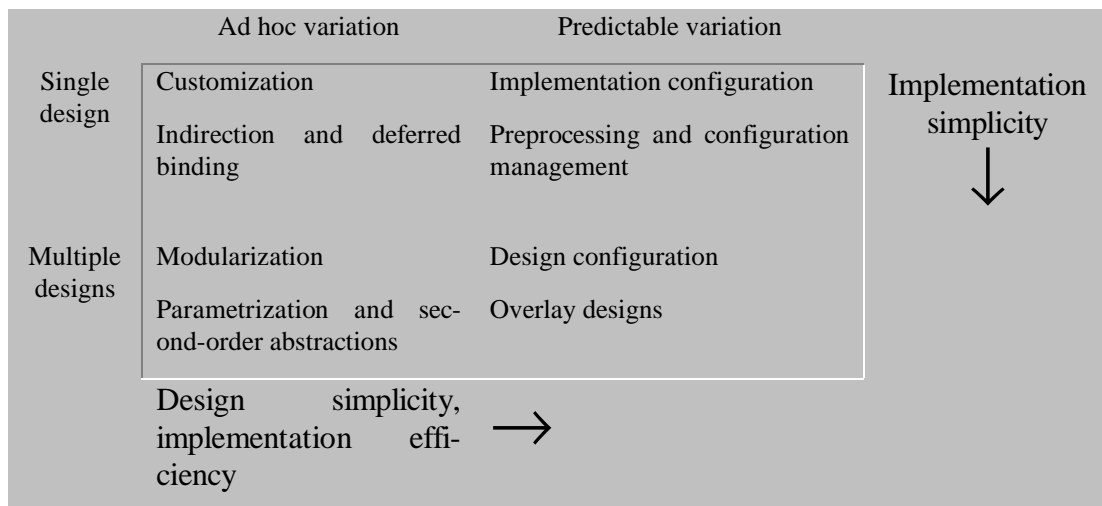 Ad hoc variation Predictable variation
Single design
Customization
Implementation configuration
Implementation simplicity
Indirection and deferred
binding
Preprocessing and configuration
management
Multiple
designs
Modularization
Design configuration
Parametrization and sec-
ond-order abstractions
Overlay designs
Design simplicity,
implementation effi-
ciency